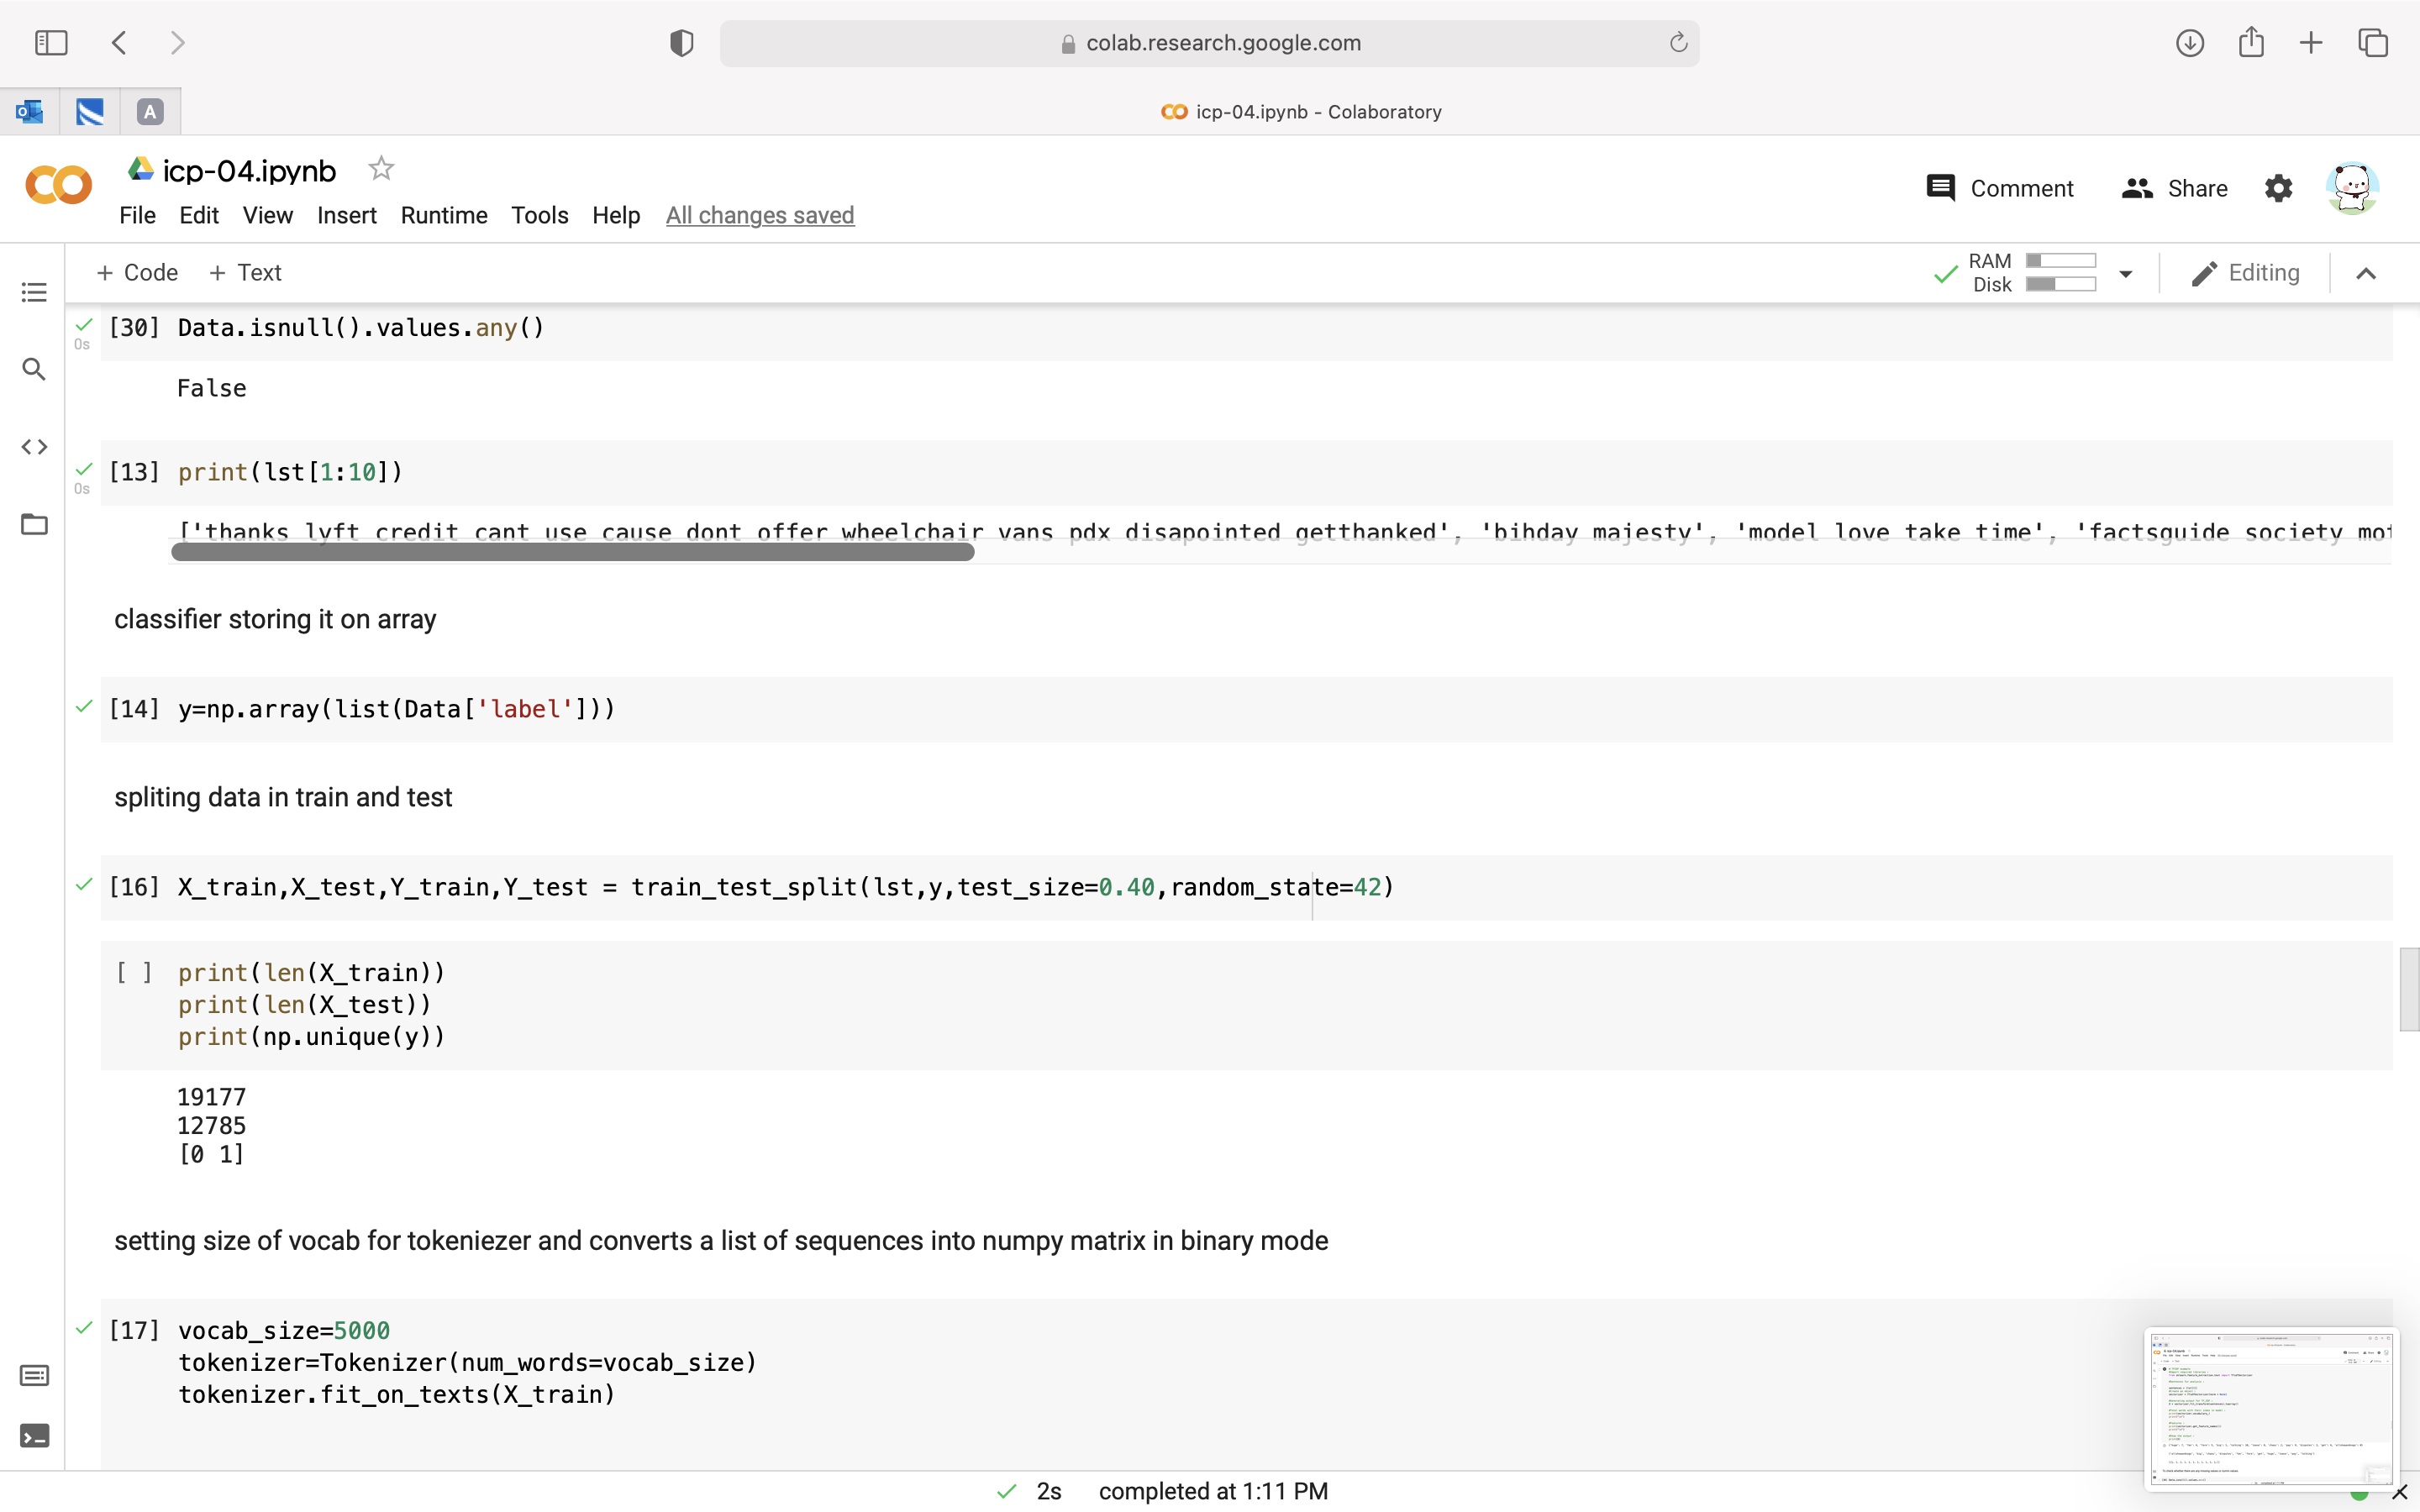 colab.research.google.com
A
icp-04.ipynb - Colaboratory
icp-04.ipynb
Comment
Share
File Edit View Insert Runtime Tools Help All changes saved
+ Code + Text
RAM
Disk
Editing
[30] Data.isnull().values.any()
0s
False
[13] print(lst[1:10])
0s
['thanks lyft credit cant use cause dont offer wheelchair vans pdx disapointed getthanked', 'bihday majesty', 'model love take time', 'factsguide society mot
classifier storing it on array
[14] y=np.array(list(Data['label']))
spliting data in train and test
[16] X_train,X_test,Y_train,Y_test = train_test_split(lst,y,test_size=0.40,random_state=42)
[ ] print(len(X_train))
print(len(X_test))
print(np.unique(y))
19177
12785
[0 1]
setting size of vocab for tokeniezer and converts a list of sequences into numpy matrix in binary mode
[17] vocab_size=5000
tokenizer=Tokenizer(num_words=vocab_size)
tokenizer.fit_on_texts(X_train)
2s completed at 1:11 PM